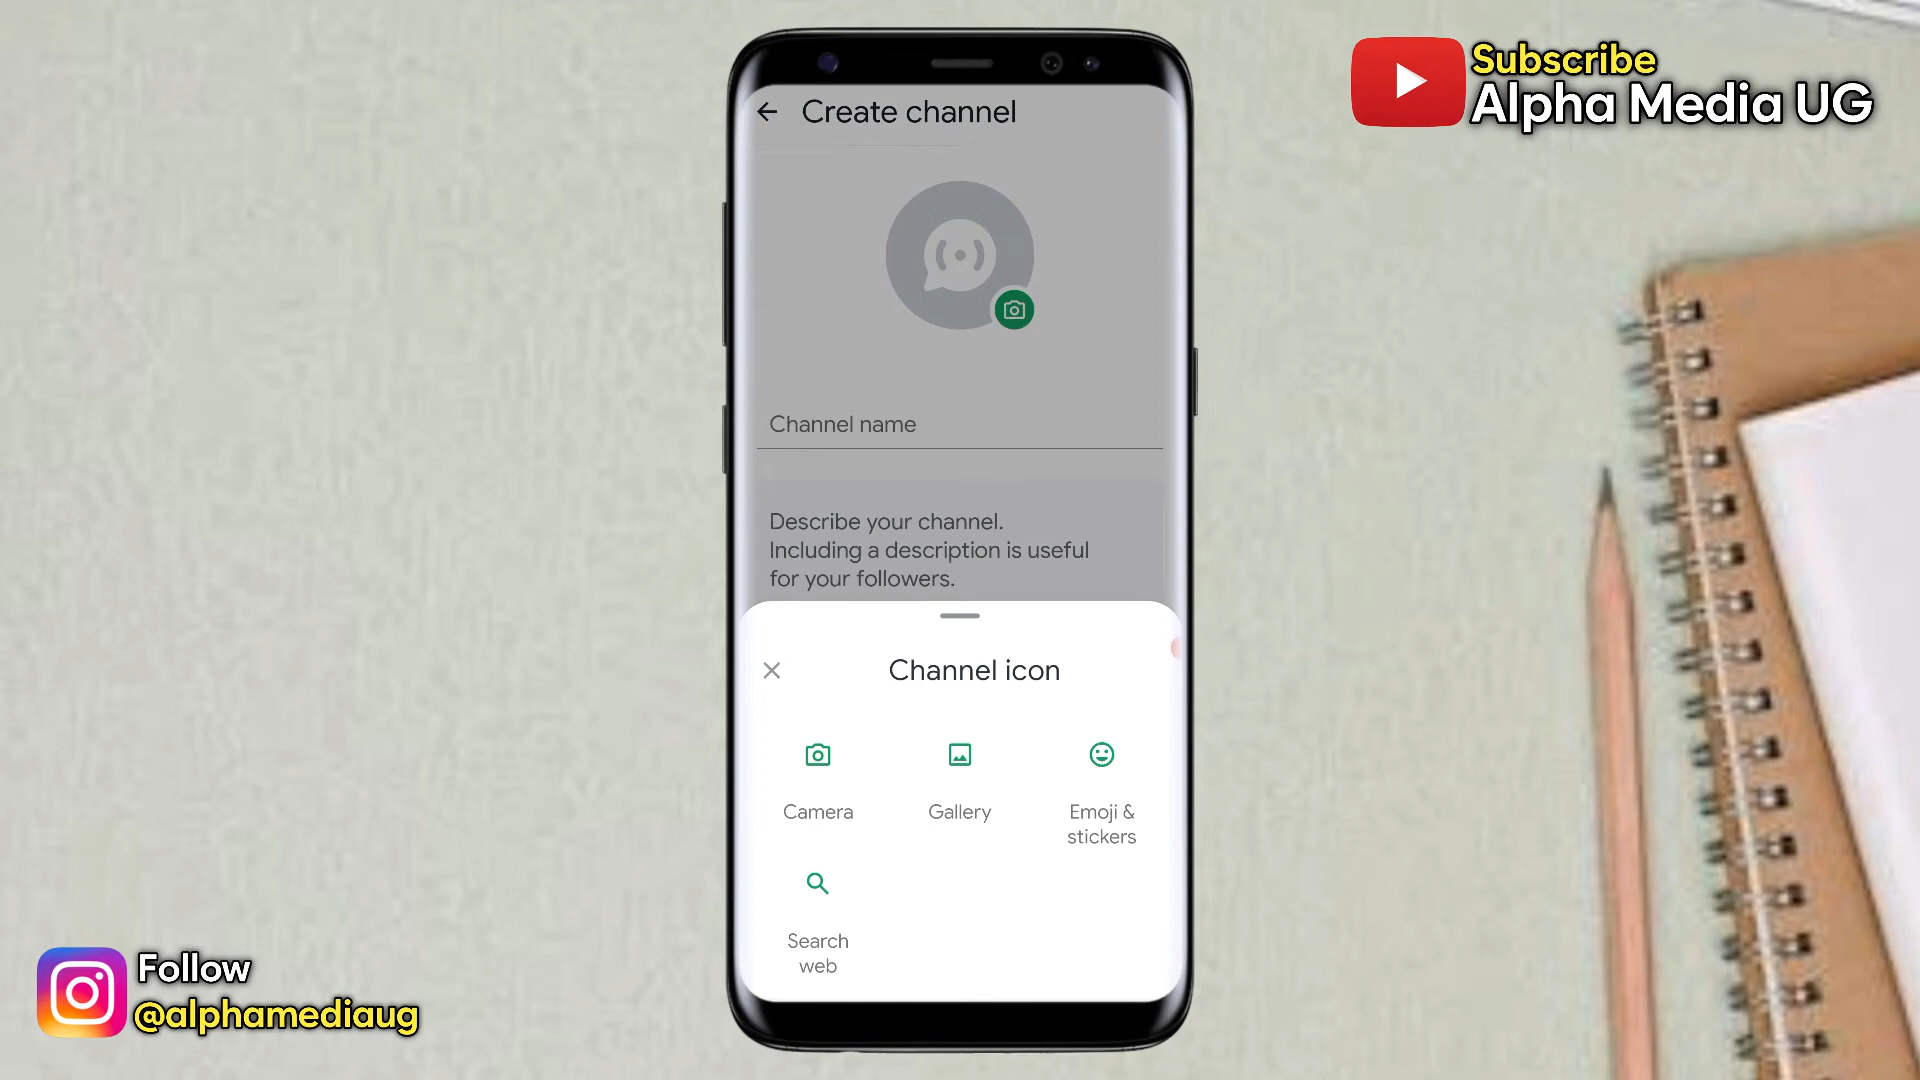 Create channel
Channel name
Describe your channel.
Including a description is useful
for your followers.
Channel icon
Camera
Gallery
Emoji &
stickers
Search
web
Subscribe
Alpha Media UG
Follow
@alphamediaug